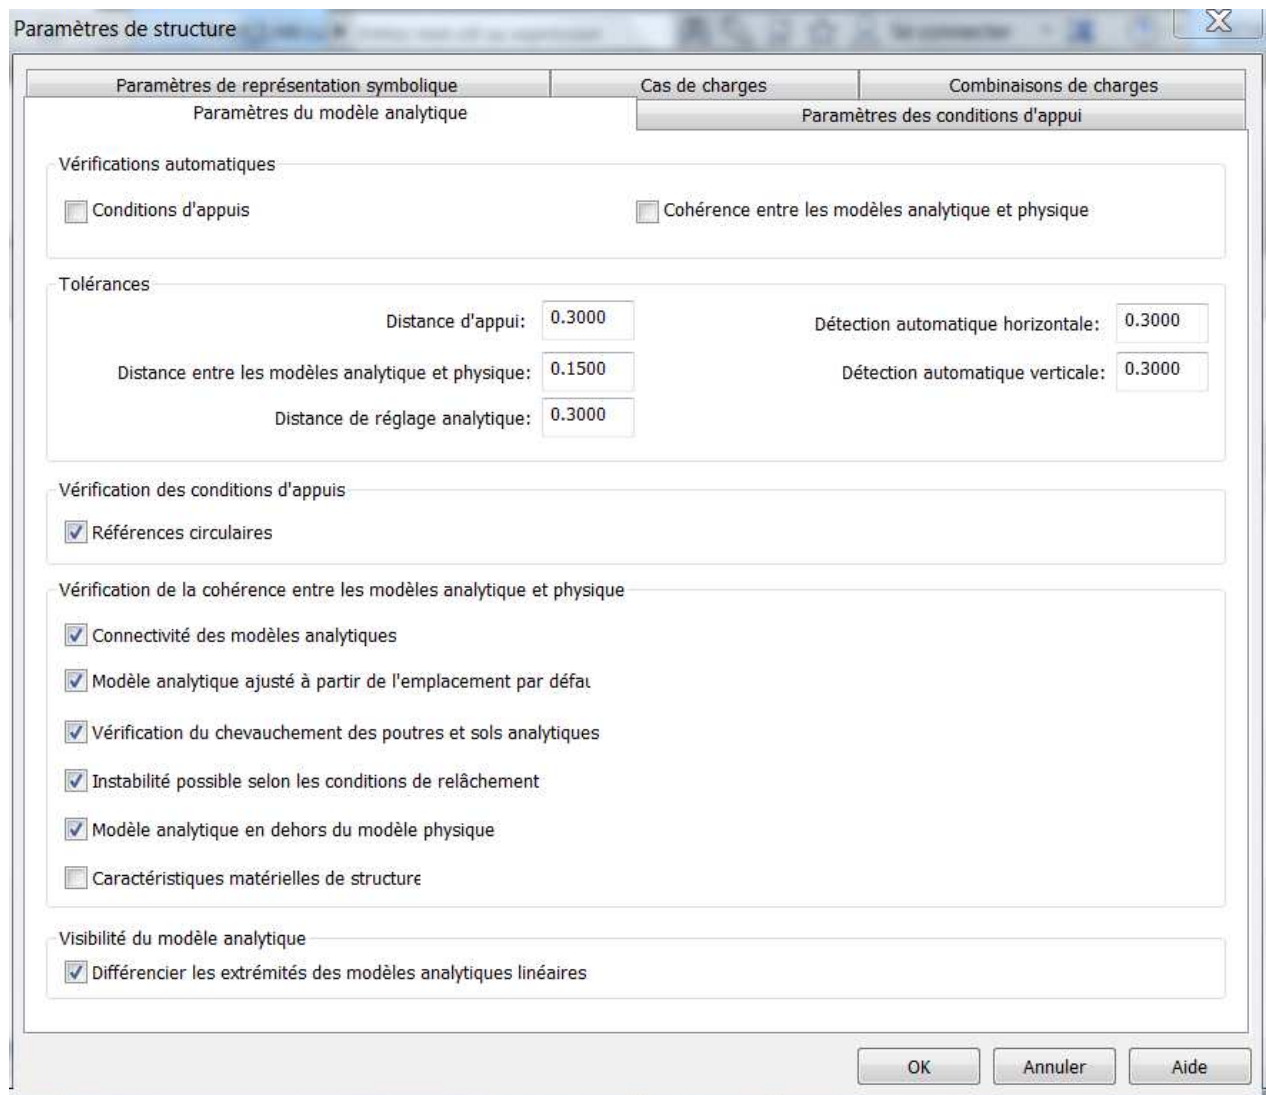 Paramètres de structure
Se connecter
Paramètres de représentation symbolique
Cas de charges
Combinaisons de charges
Paramètres du modèle analytique
Paramètres des conditions d'appui
Vérifications automatiques
Conditions d'appuis
Cohérence entre les modèles analytique et physique
Tolérances
Distance d'appui: 0.3000
Détection automatique horizontale: 0.3000
Distance entre les modèles analytique et physique: 0.1500
Détection automatique verticale: 0.3000
Distance de réglage analytique: 0.3000
Vérification des conditions d'appuis
Références circulaires
Vérification de la cohérence entre les modèles analytique et physique
Connectivité des modèles analytiques
Modèle analytique ajusté à partir de l'emplacement par défau
Vérification du chevauchement des poutres et sols analytiques
Instabilité possible selon les conditions de relâchement
Modèle analytique en dehors du modèle physique
Caractéristiques matérielles de structure
Visibilité du modèle analytique
Différencier les extrémités des modèles analytiques linéaires
OK
Annuler
Aide